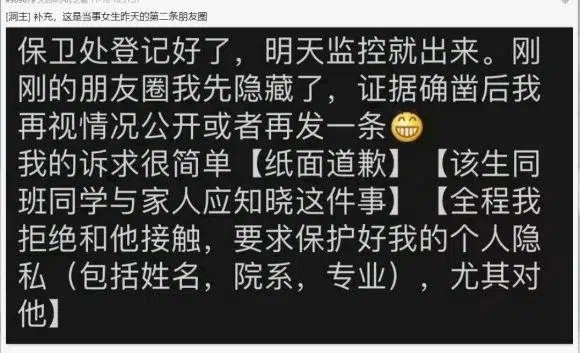 [洞主] 补充，这是当事女生昨天的第二条朋友圈
保卫处登记好了，明天监控就出来。刚
刚的朋友圈我先隐藏了，证据确凿后我
再视情况公开或者再发一条😁
我的诉求很简单【纸面道歉】【该生同
班同学与家人应知晓这件事】【全程我
拒绝和他接触，要求保护好我的个人隐
私（包括姓名，院系，专业），尤其对
他】